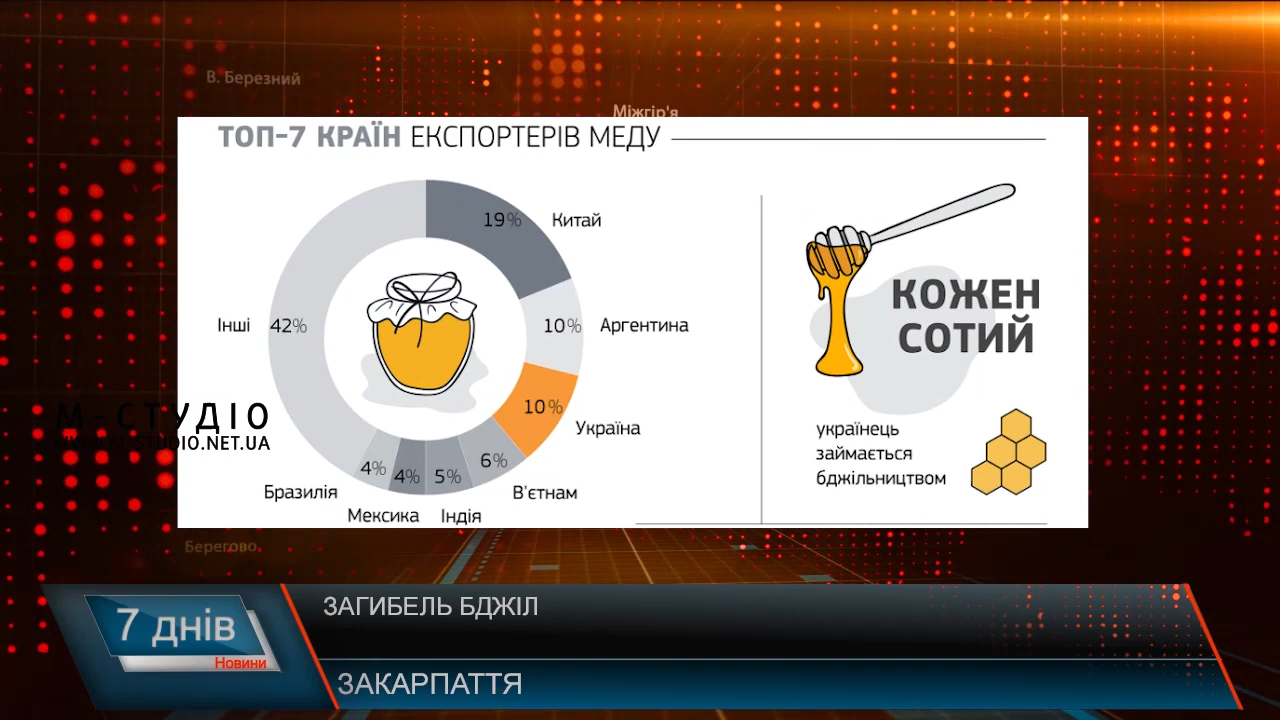 В. Березний
Міжгір'я
ТОП-7 КРАЇН ЕКСПОРТЕРІВ МЕДУ
19% Китай
Інші 42%
10% Аргентина
10% Україна
6% В'єтнам
5% Індія
4% Мексика
4% Бразилія
КОЖЕН
СОТИЙ
українець
займається
бджільництвом
М-СТУДІО
WWW.M-STUDIO.NET.UA
Берегово
7 днів
Новини
ЗАГИБЕЛЬ БДЖІЛ
ЗАКАРПАТТЯ